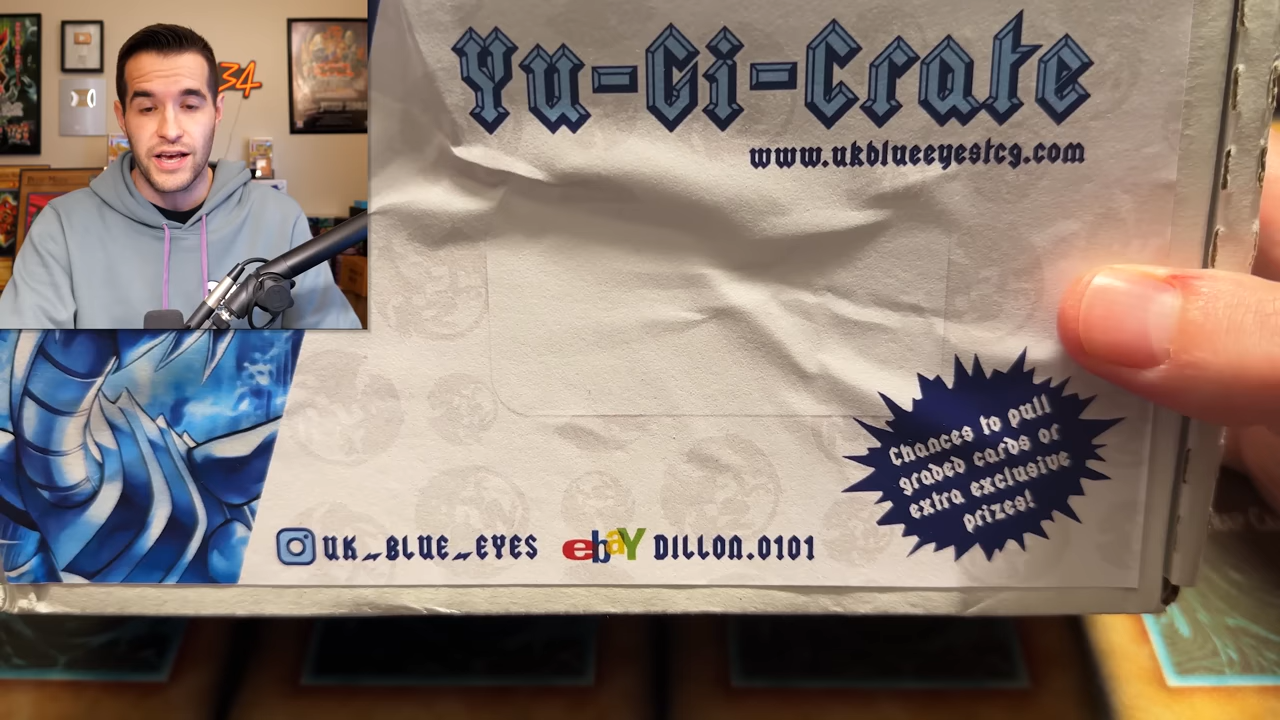 34
Yu-Gi-Crate
www.ukblueeyestcg.com
Chances to pull
graded cards or
extra exclusive
prizes!
UK_BLUE_EYES
ebay DILLON.0101